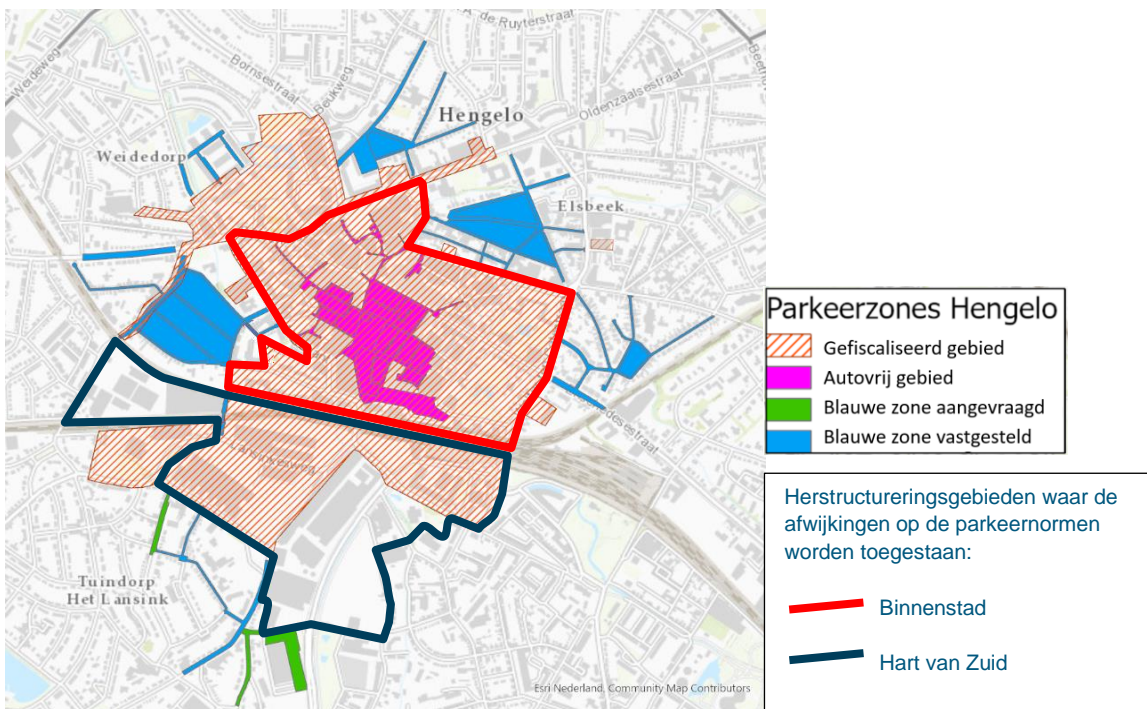 A. de Ruyterstraat
Weideweg
Bornsestraat
Beukweg
Hengelo
Oldenzaalsestraat
Weidedorp
Elsbeek
Tuindorp
Het Lansink
Esri Nederland, Community Map Contributors
Parkeerzones Hengelo
Gefiscaliseerd gebied
Autovrij gebied
Blauwe zone aangevraagd
Blauwe zone vastgesteld
Herstructureringsgebieden waar de
afwijkingen op de parkeernormen
worden toegestaan:
Binnenstad
Hart van Zuid